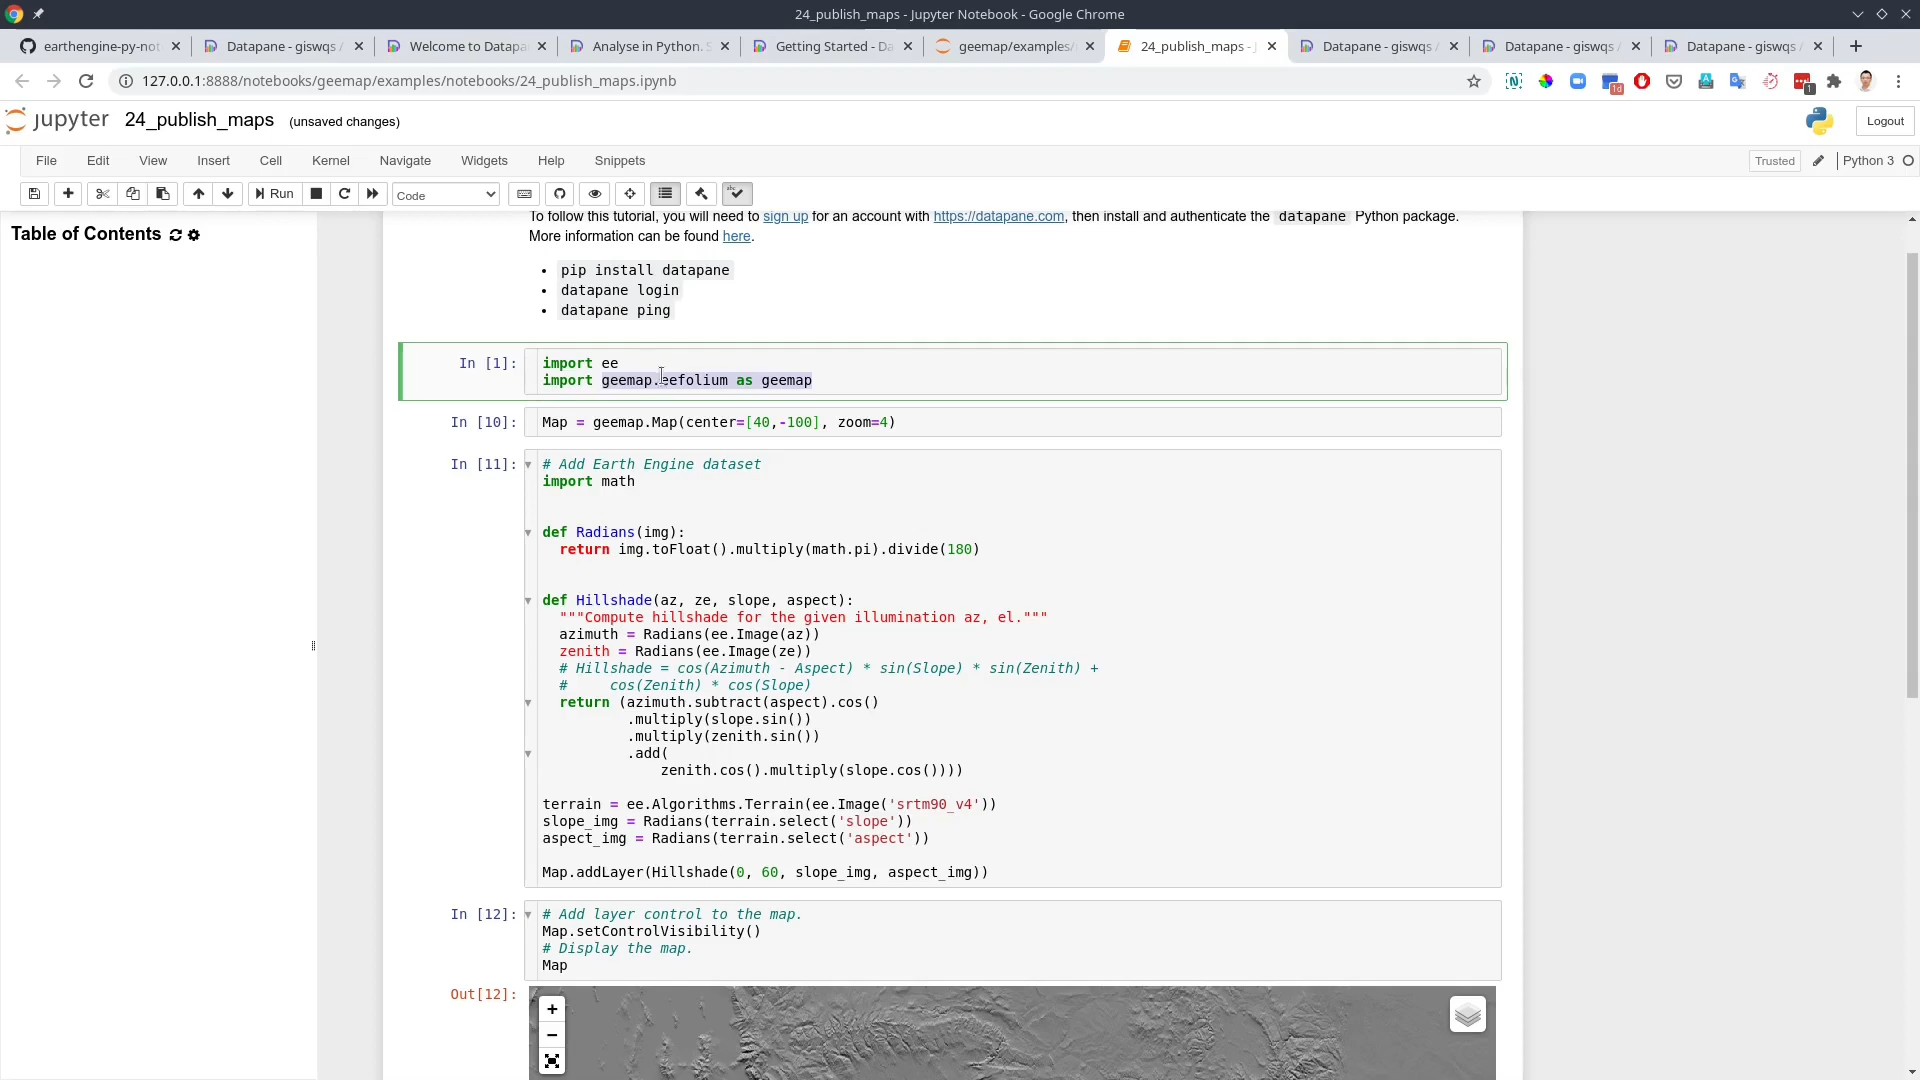 24_publish_maps - Jupyter Notebook - Google Chrome
earthengine-py-not
Datapane - giswqs /
Welcome to Datapa
Analyse in Python. S
Getting Started - Da
geemap/examples/
24_publish_maps - J
Datapane - giswqs /
Datapane - giswqs /
Datapane - giswqs /
127.0.0.1:8888/notebooks/geemap/examples/notebooks/24_publish_maps.ipynb
1d
1
jupyter 24_publish_maps (unsaved changes)
Logout
File Edit View Insert Cell Kernel Navigate Widgets Help Snippets
Trusted Python 3
Run Code abc
Table of Contents
To follow this tutorial, you will need to sign up for an account with https://datapane.com, then install and authenticate the datapane Python package.
More information can be found here.
• pip install datapane
• datapane login
• datapane ping
In [1]:
import ee
import geemap.eefolium as geemap
In [10]:
Map = geemap.Map(center=[40,-100], zoom=4)
In [11]:
# Add Earth Engine dataset
import math
def Radians(img):
return img.toFloat().multiply(math.pi).divide(180)
def Hillshade(az, ze, slope, aspect):
"""Compute hillshade for the given illumination az, el."""
azimuth = Radians(ee.Image(az))
zenith = Radians(ee.Image(ze))
# Hillshade = cos(Azimuth - Aspect) * sin(Slope) * sin(Zenith) +
#     cos(Zenith) * cos(Slope)
return (azimuth.subtract(aspect).cos()
.multiply(slope.sin())
.multiply(zenith.sin())
.add(
zenith.cos().multiply(slope.cos())))
terrain = ee.Algorithms.Terrain(ee.Image('srtm90_v4'))
slope_img = Radians(terrain.select('slope'))
aspect_img = Radians(terrain.select('aspect'))
Map.addLayer(Hillshade(0, 60, slope_img, aspect_img))
In [12]:
# Add layer control to the map.
Map.setControlVisibility()
# Display the map.
Map
Out[12]:
+
−